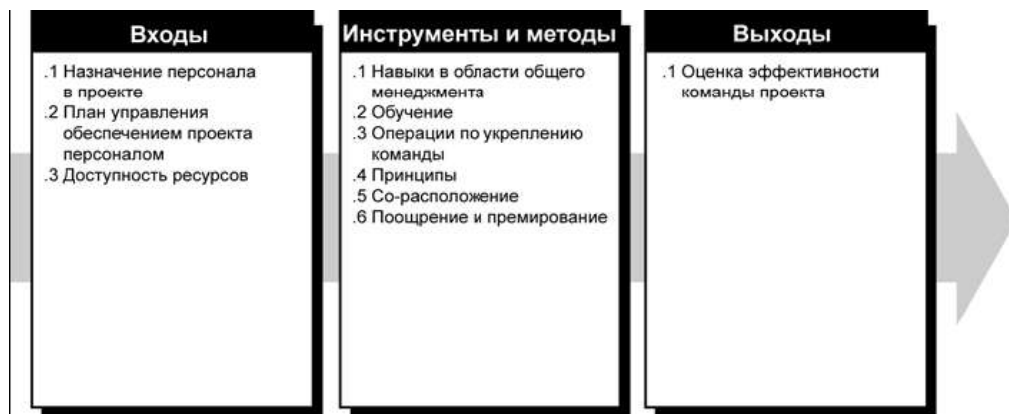 Входы
.1 Назначение персонала
в проекте
.2 План управления
обеспечением проекта
персоналом
.3 Доступность ресурсов
Инструменты и методы
.1 Навыки в области общего
менеджмента
.2 Обучение
.3 Операции по укреплению
команды
.4 Принципы
.5 Со-расположение
.6 Поощрение и премирование
Выходы
.1 Оценка эффективности
команды проекта